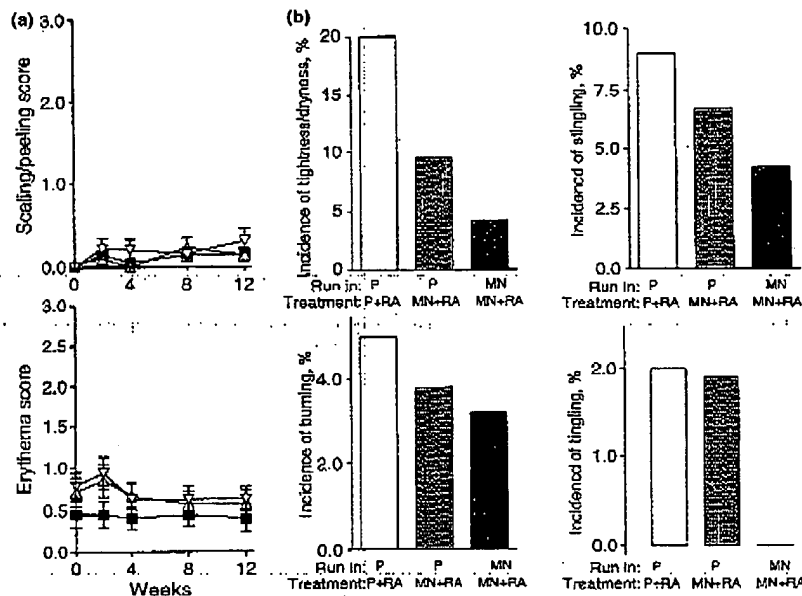 (a)
Scaling/peeling score
3.0
2.0
1.0
0.0
0 4 8 12
Erythema score
3.0
2.5
2.0
1.5
1.0
0.5
0.0
0 4 8 12
Weeks
(b)
Incidence of tightness/dryness, %
20
15
10
5
0
Run in: P P MN
Treatment: P+RA MN+RA MN+RA
Incidence of stinging, %
10.0
7.5
5.0
2.5
0.0
Run in: P P MN
Treatment: P+RA MN+RA MN+RA
Incidence of burning, %
4.0
2.0
0.0
Run in: P P MN
Treatment: P+RA MN+RA MN+RA
Incidence of tingling, %
2.0
1.0
0.0
Run in: P P MN
Treatment: P+RA MN+RA MN+RA